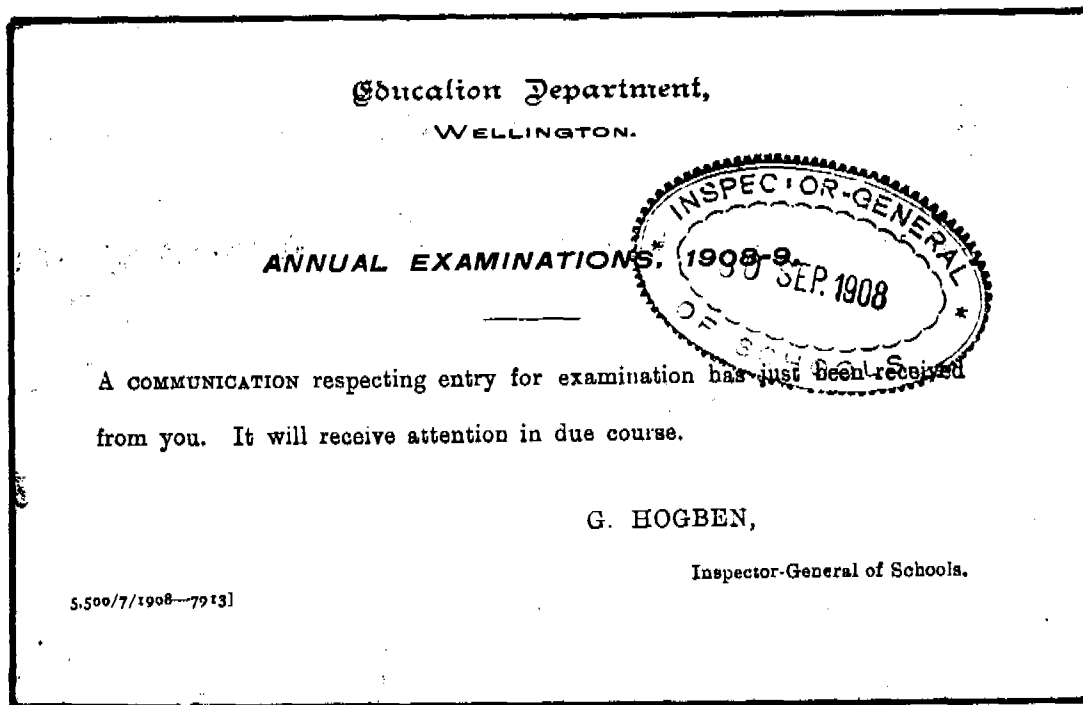 Education Department,
WELLINGTON.
ANNUAL EXAMINATIONS, 1908-9.
* INSPECTOR-GENERAL *
30 SEP. 1908
OF SCHOOLS
A COMMUNICATION respecting entry for examination has just been received
from you. It will receive attention in due course.
G. HOGBEN,
Inspector-General of Schools.
5,500/7/1908—7913]